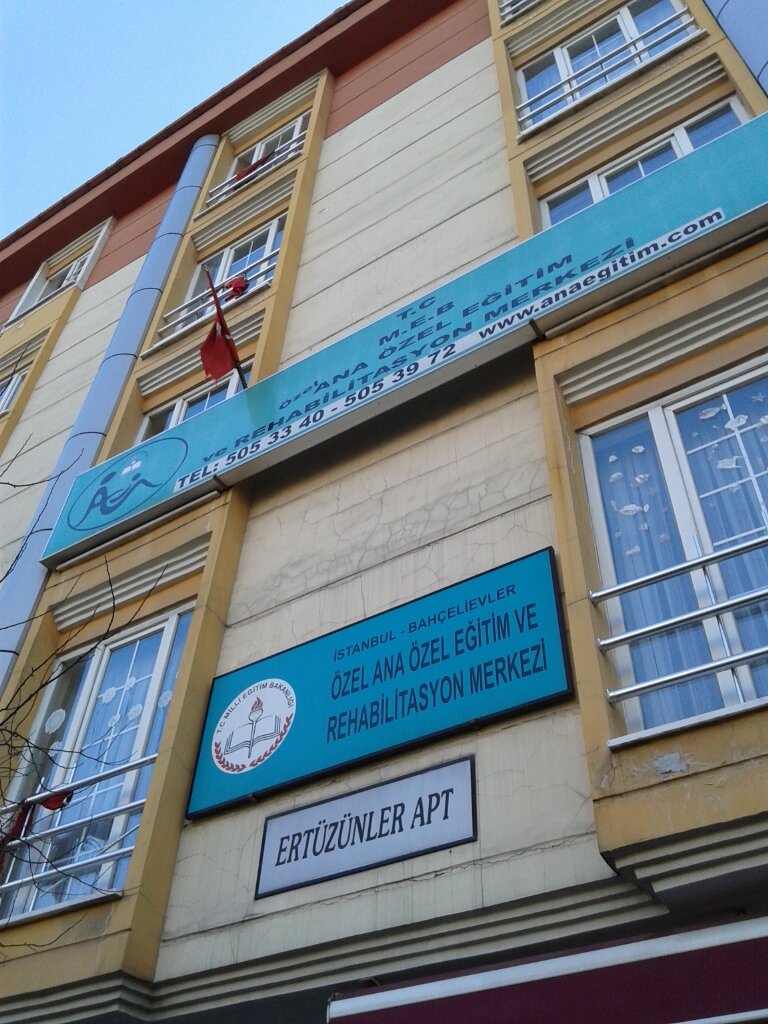 T.C
M.E.B
Özel ANA ÖZEL EĞİTİM
ve REHABİLİTASYON MERKEZİ
TEL: 505 33 40 - 505 39 72 www.anaegitim.com
T.C. MİLLİ EĞİTİM BAKANLIĞI
İSTANBUL - BAHÇELİEVLER
ÖZEL ANA ÖZEL EĞİTİM VE
REHABİLİTASYON MERKEZİ
ERTÜZÜNLER APT